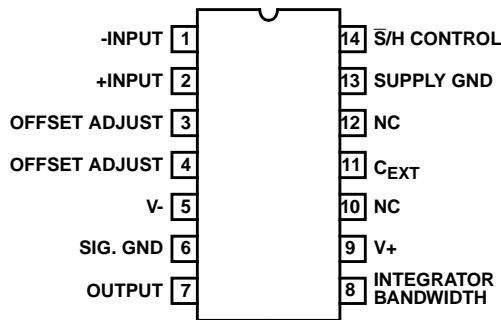 -INPUT 1 14 S̅/H CONTROL
+INPUT 2 13 SUPPLY GND
OFFSET ADJUST 3 12 NC
OFFSET ADJUST 4 11 CEXT
V- 5 10 NC
SIG. GND 6 9 V+
OUTPUT 7 8 INTEGRATOR
BANDWIDTH